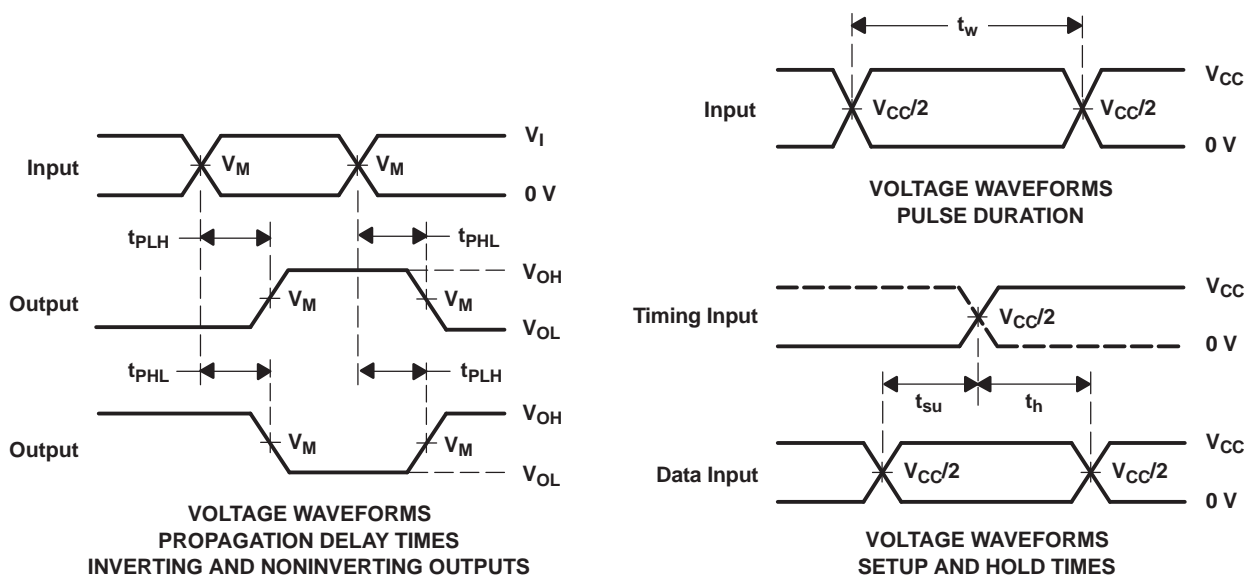 Input
V_M
V_M
V_I
0 V
t_PLH
t_PHL
Output
V_M
V_M
V_OH
V_OL
t_PHL
t_PLH
Output
V_M
V_M
V_OH
V_OL
VOLTAGE WAVEFORMS
PROPAGATION DELAY TIMES
INVERTING AND NONINVERTING OUTPUTS
t_w
Input
V_CC/2
V_CC/2
V_CC
0 V
VOLTAGE WAVEFORMS
PULSE DURATION
Timing Input
V_CC/2
V_CC
0 V
t_su
t_h
Data Input
V_CC/2
V_CC/2
V_CC
0 V
VOLTAGE WAVEFORMS
SETUP AND HOLD TIMES